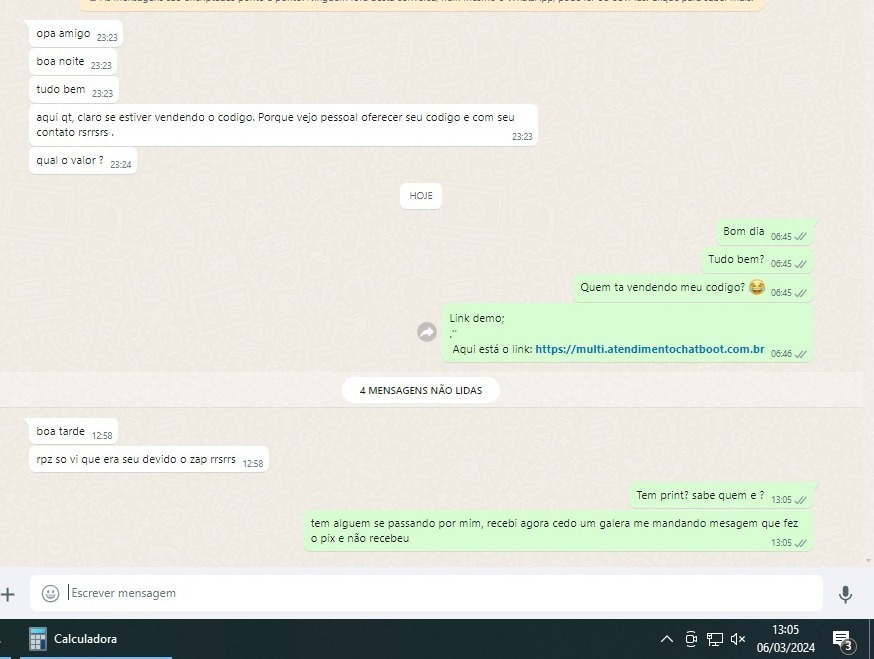 opa amigo 23:23
boa noite 23:23
tudo bem 23:23
aqui qt, claro se estiver vendendo o codigo. Porque vejo pessoal oferecer seu codigo e com seu
contato rsrrsrs .
23:23
qual o valor ? 23:24
HOJE
Bom dia 06:45
Tudo bem? 06:45
Quem ta vendendo meu codigo? 😂 06:45
Link demo;
."
Aqui está o link: https://multi.atendimentochatboot.com.br 06:46
4 MENSAGENS NÃO LIDAS
boa tarde 12:58
rpz so vi que era seu devido o zap rrsrrs 12:58
Tem print? sabe quem e ? 13:05
tem alguem se passando por mim, recebi agora cedo um galera me mandando mesagem que fez
o pix e não recebeu 13:05
Escrever mensagem
Calculadora
13:05
06/03/2024
3